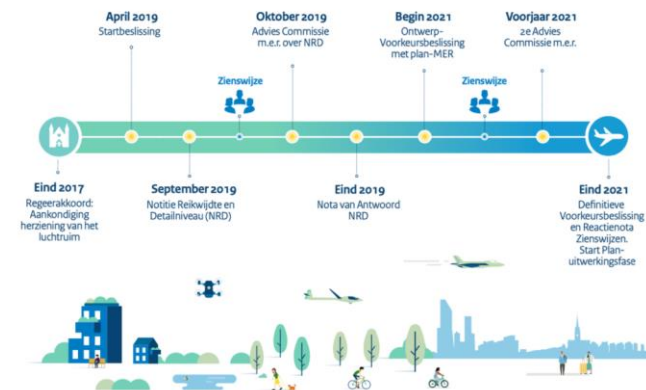 April 2019
Startbeslissing
Oktober 2019
Advies Commissie
m.e.r. over NRD
Begin 2021
Ontwerp-
Voorkeursbeslissing
met plan-MER
Voorjaar 2021
2e Advies
Commissie m.e.r.
Zienswijze
Zienswijze
Eind 2017
Regeerakkoord:
Aankondiging
herziening van het
luchtruim
September 2019
Notitie Reikwijdte en
Detailniveau (NRD)
Eind 2019
Nota van Antwoord
NRD
Eind 2021
Definitieve
Voorkeursbeslissing
en Reactienota
Zienswijzen.
Start Plan-
uitwerkingsfase